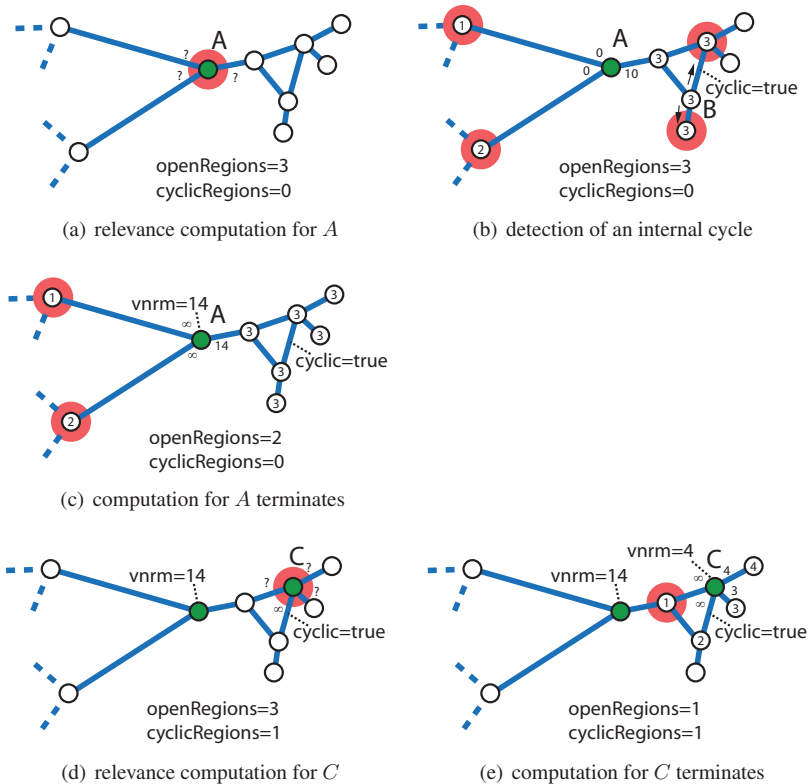 A
?
?
?
openRegions=3
cyclicRegions=0
(a) relevance computation for A
1
A
0
0
10
3
3
cyclic=true
3
B
3
2
openRegions=3
cyclicRegions=0
(b) detection of an internal cycle
1
vnrm=14
A
∞
∞
14
3
3
3
3
cyclic=true
3
3
2
openRegions=2
cyclicRegions=0
(c) computation for A terminates
vnrm=14
C
?
?
?
∞
cyclic=true
openRegions=3
cyclicRegions=1
(d) relevance computation for C
vnrm=14
vnrm=4
C
4
4
∞
3
3
∞
1
2
cyclic=true
openRegions=1
cyclicRegions=1
(e) computation for C terminates